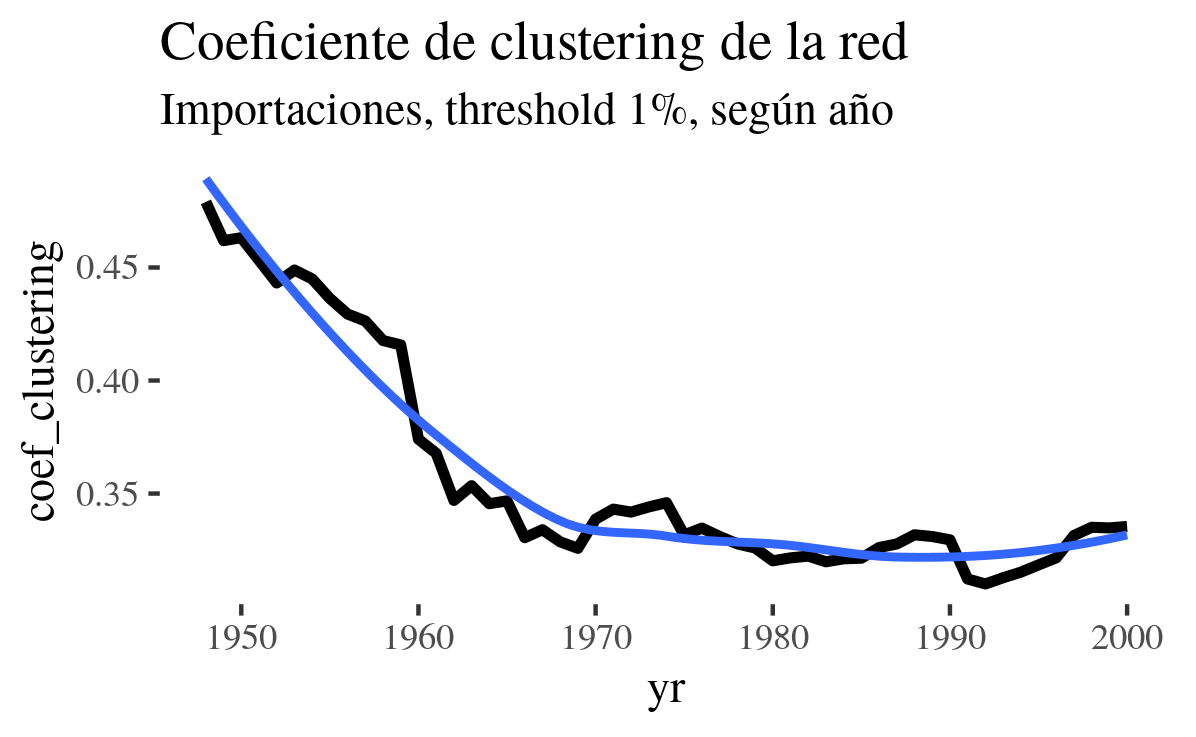 Coeficiente de clustering de la red
Importaciones, threshold 1%, según año
coef_clustering
0.45
0.40
0.35
1950 1960 1970 1980 1990 2000
yr